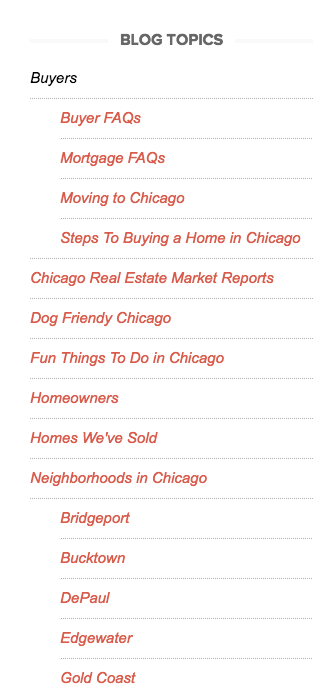 BLOG TOPICS
Buyers
Buyer FAQs
Mortgage FAQs
Moving to Chicago
Steps To Buying a Home in Chicago
Chicago Real Estate Market Reports
Dog Friendy Chicago
Fun Things To Do in Chicago
Homeowners
Homes We've Sold
Neighborhoods in Chicago
Bridgeport
Bucktown
DePaul
Edgewater
Gold Coast